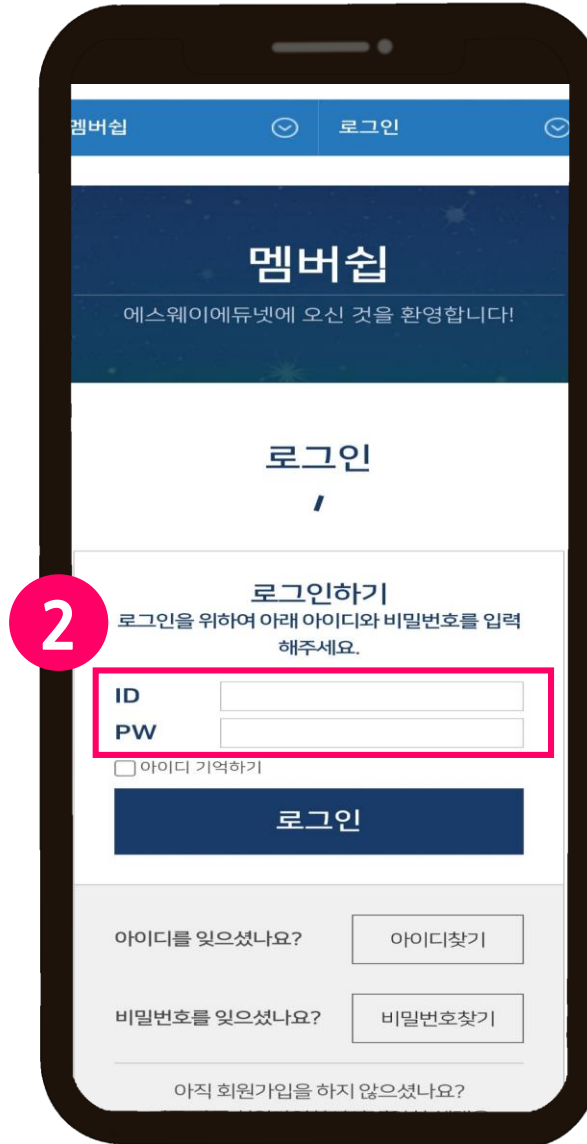 멤버쉽
로그인
멤버쉽
에스웨이에듀넷에 오신 것을 환영합니다!
로그인
로그인하기
2
로그인을 위하여 아래 아이디와 비밀번호를 입력
해주세요.
ID
PW
아이디 기억하기
로그인
아이디를 잊으셨나요?
아이디찾기
비밀번호를 잊으셨나요?
비밀번호찾기
아직 회원가입을 하지 않으셨나요?